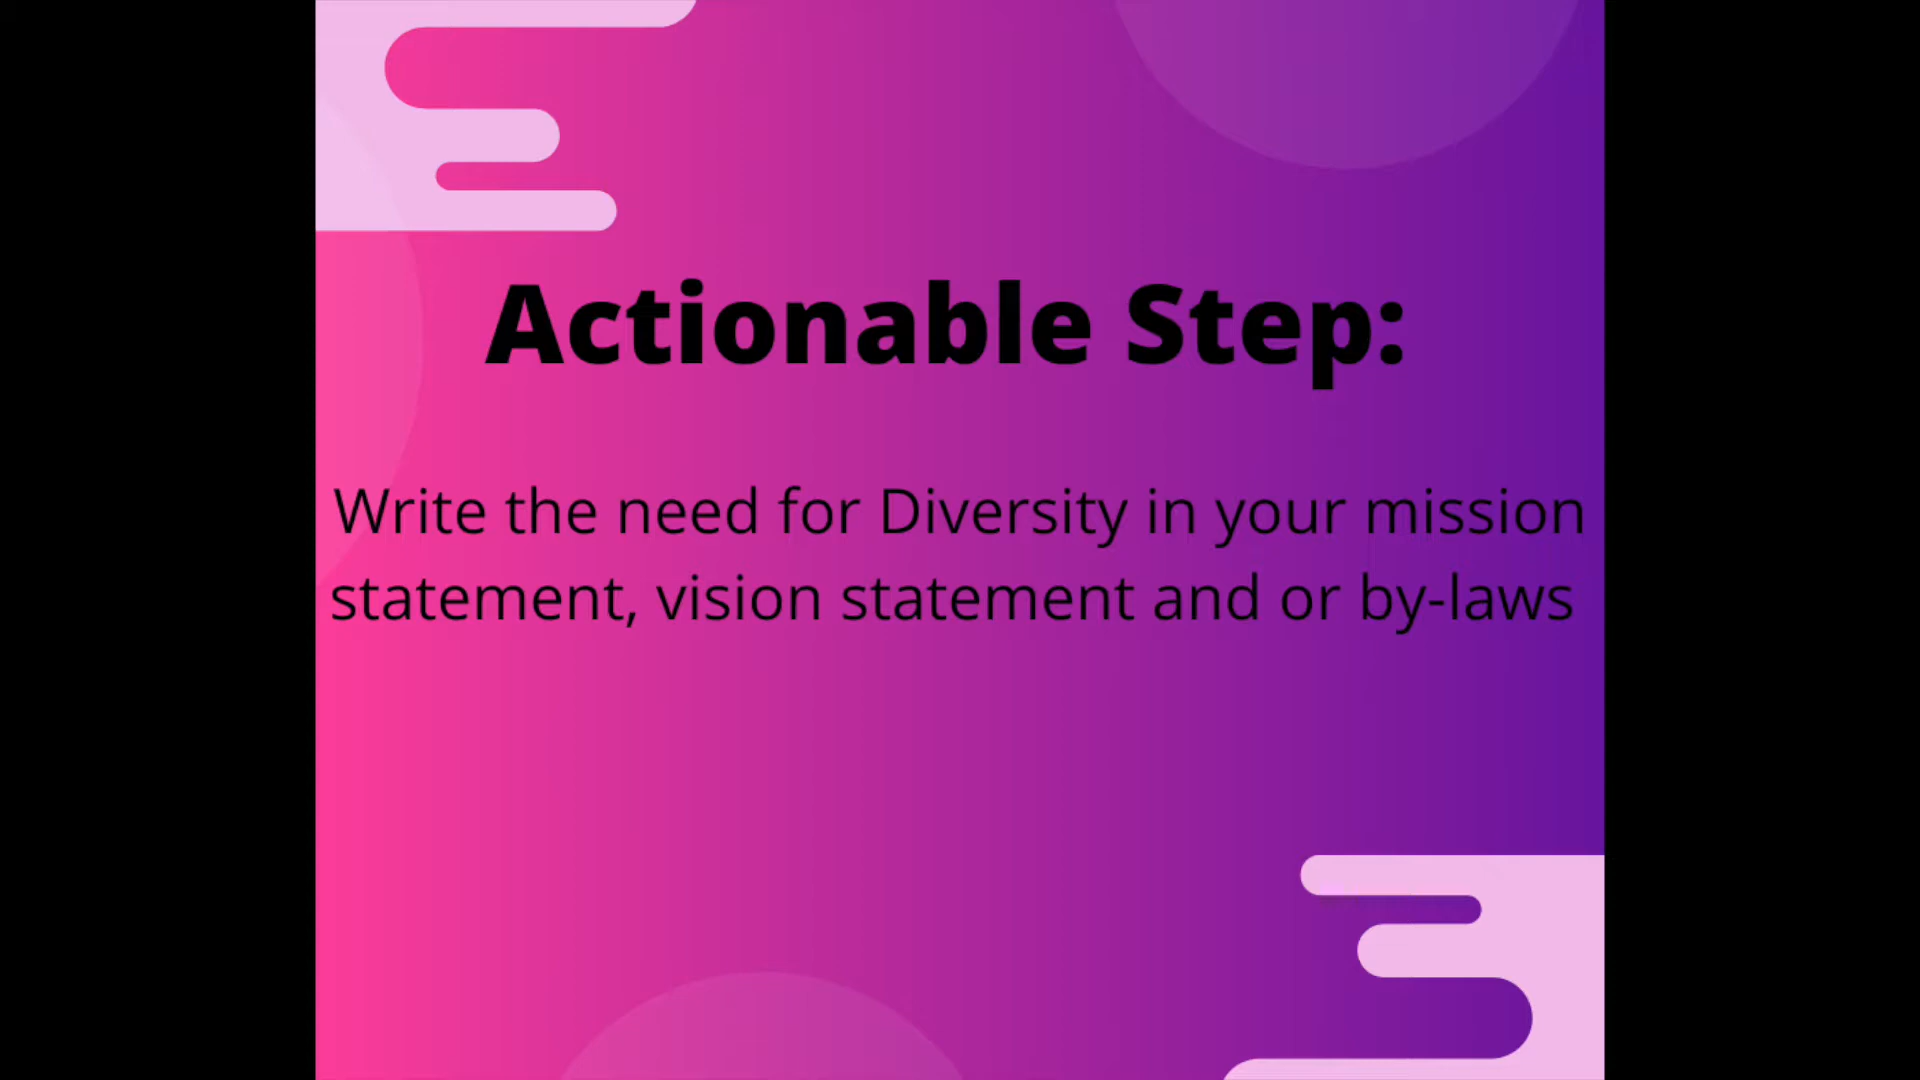 Actionable Step:
Write the need for Diversity in your mission
statement, vision statement and or by-laws